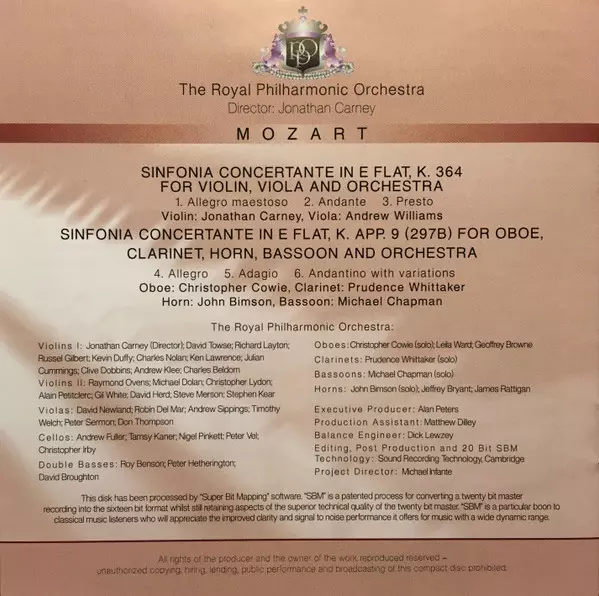 RPO
The Royal Philharmonic Orchestra
Director: Jonathan Carney
MOZART
SINFONIA CONCERTANTE IN E FLAT, K. 364
FOR VIOLIN, VIOLA AND ORCHESTRA
1. Allegro maestoso 2. Andante 3. Presto
Violin: Jonathan Carney, Viola: Andrew Williams
SINFONIA CONCERTANTE IN E FLAT, K. APP. 9 (297B) FOR OBOE,
CLARINET, HORN, BASSOON AND ORCHESTRA
4. Allegro 5. Adagio 6. Andantino with variations
Oboe: Christopher Cowie, Clarinet: Prudence Whittaker
Horn: John Bimson, Bassoon: Michael Chapman
The Royal Philharmonic Orchestra:
Violins I: Jonathan Carney (Director); David Towse; Richard Layton;
Russel Gilbert; Kevin Duffy; Charles Nolan; Ken Lawrence; Julian
Cummings; Clive Dobbins; Andrew Klee; Charles Beldom
Violins II: Raymond Ovens; Michael Dolan; Christopher Lydon;
Alain Petitclerc; Gil White; David Herd; Steve Merson; Stephen Kear
Violas: David Newland; Robin Del Mar; Andrew Sippings; Timothy
Welch; Peter Sermon; Don Thompson
Cellos: Andrew Fuller; Tamsy Kaner; Nigel Pinkett; Peter Vel;
Christopher Irby
Double Basses: Roy Benson; Peter Hetherington;
David Broughton
Oboes: Christopher Cowie (solo); Leila Ward; Geoffrey Browne
Clarinets: Prudence Whittaker (solo)
Bassoons: Michael Chapman (solo)
Horns: John Bimson (solo); Jeffrey Bryant; James Rattigan
Executive Producer: Alan Peters
Production Assistant: Matthew Dilley
Balance Engineer: Dick Lewzey
Editing, Post Production and 20 Bit SBM
Technology: Sound Recording Technology, Cambridge
Project Director: Michael Infante
This disk has been processed by "Super Bit Mapping" software. "SBM" is a patented process for converting a twenty bit master
recording into the sixteen bit format whilst still retaining aspects of the superior technical quality of the twenty bit master. "SBM" is a particular boon to
classical music listeners who will appreciate the improved clarity and signal to noise performance it offers for music with a wide dynamic range.
All rights of the producer and the owner of the work reproduced reserved –
unauthorized copying, hiring, lending, public performance and broadcasting of this compact disc prohibited.